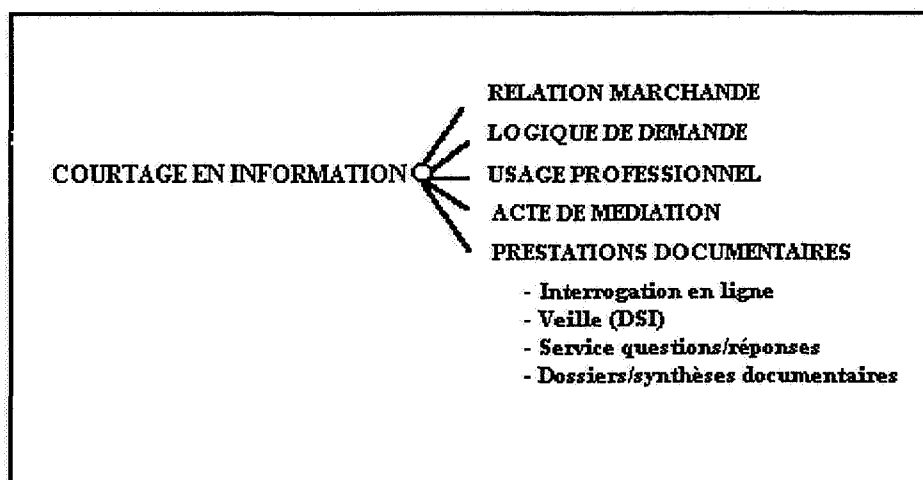 RELATION MARCHANDE
LOGIQUE DE DEMANDE
COURTAGE EN INFORMATION
USAGE PROFESSIONNEL
ACTE DE MEDIATION
PRESTATIONS DOCUMENTAIRES
- Interrogation en ligne
- Veille (DSI)
- Service questions/réponses
- Dossiers/synthèses documentaires